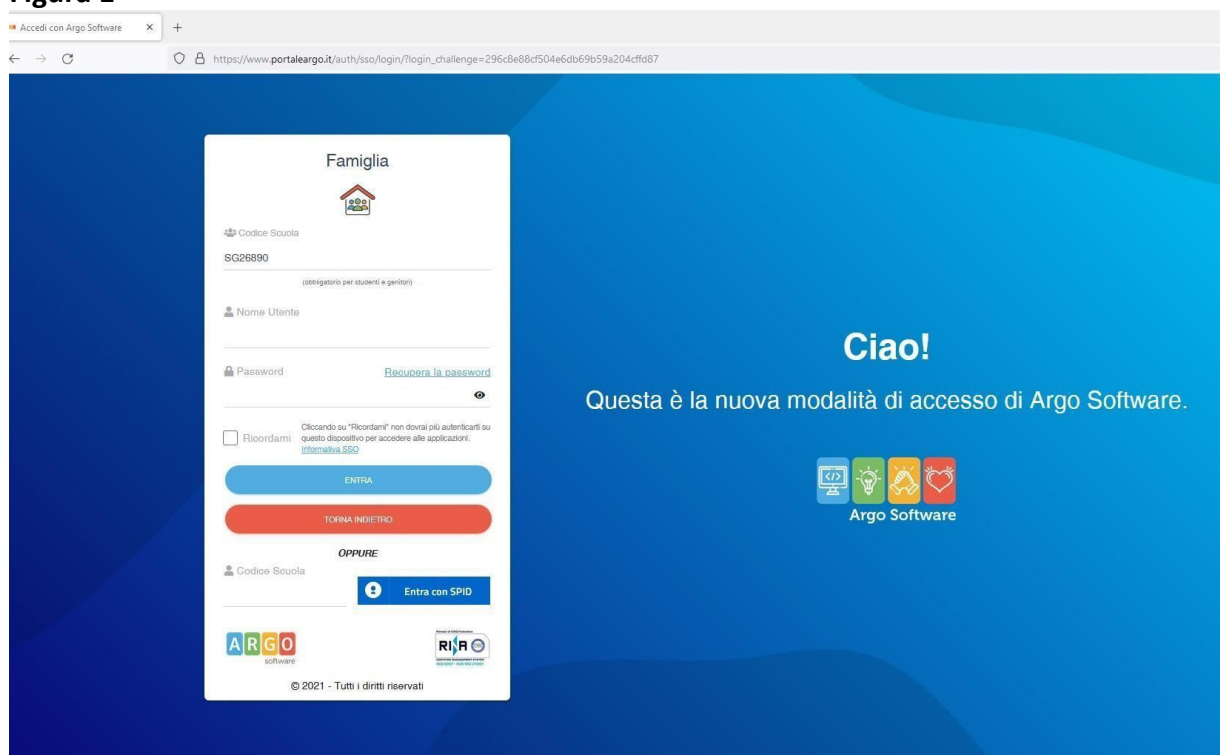 Accedi con Argo Software
https://www.portaleargo.it/auth/sso/login/?login_challenge=296c8e88cf504e6db69b59a204cffd87
Famiglia
Codice Scuola
SG26890
(obbligatorio per studenti e genitori)
Nome Utente
Password Recupera la password
Ricordami
Cliccando su "Ricordami" non dovrai più autenticarti su
questo dispositivo per accedere alle applicazioni.
Informativa SSO
ENTRA
TORNA INDIETRO
OPPURE
Codice Scuola
Entra con SPID
ARGO
software
RINA
© 2021 - Tutti i diritti riservati
Ciao!
Questa è la nuova modalità di accesso di Argo Software.
Argo Software